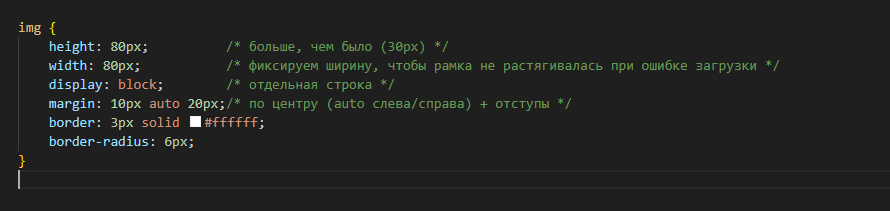 img {
    height: 80px;          /* больше, чем было (30px) */
    width: 80px;           /* фиксируем ширину, чтобы рамка не растягивалась при ошибке загрузки */
    display: block;        /* отдельная строка */
    margin: 10px auto 20px;/* по центру (auto слева/справа) + отступы */
    border: 3px solid #ffffff;
    border-radius: 6px;
}